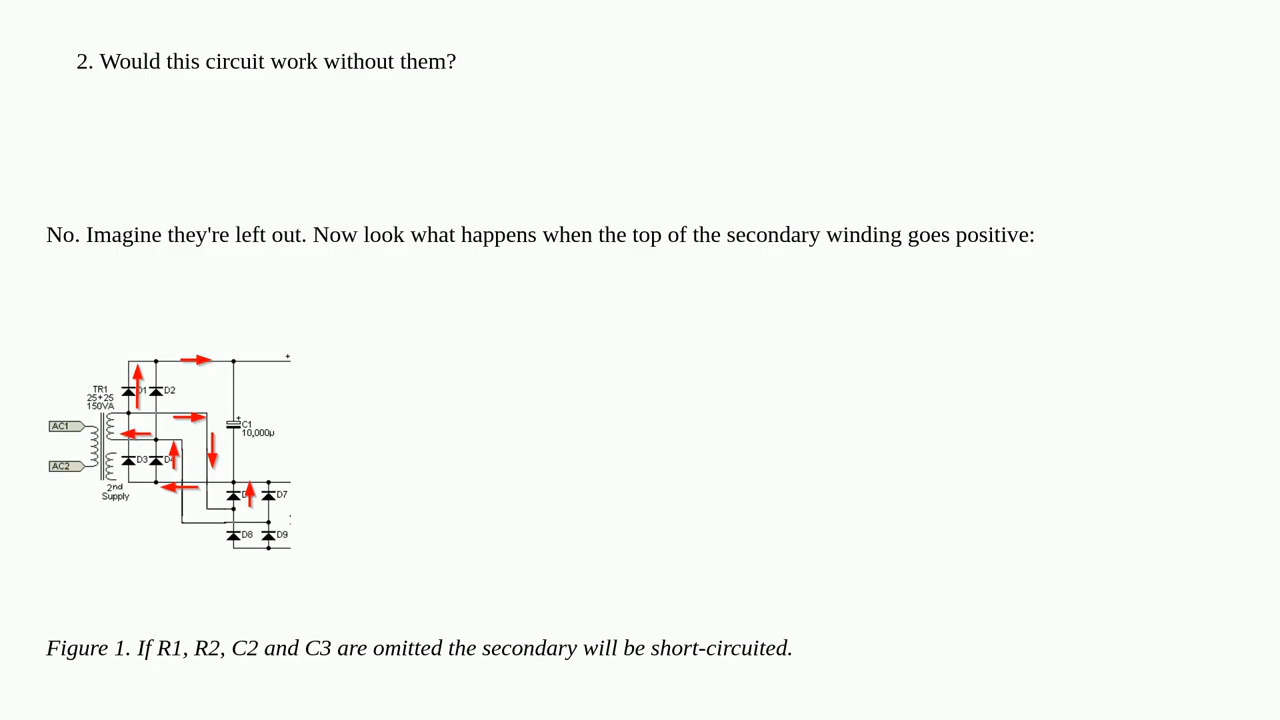 2. Would this circuit work without them?
No. Imagine they're left out. Now look what happens when the top of the secondary winding goes positive:
+
D1 D2
TR1
25+25
150VA
AC1
+
C1
10,000µ
D3
AC2
2nd
Supply
D7
D8 D9
Figure 1. If R1, R2, C2 and C3 are omitted the secondary will be short-circuited.